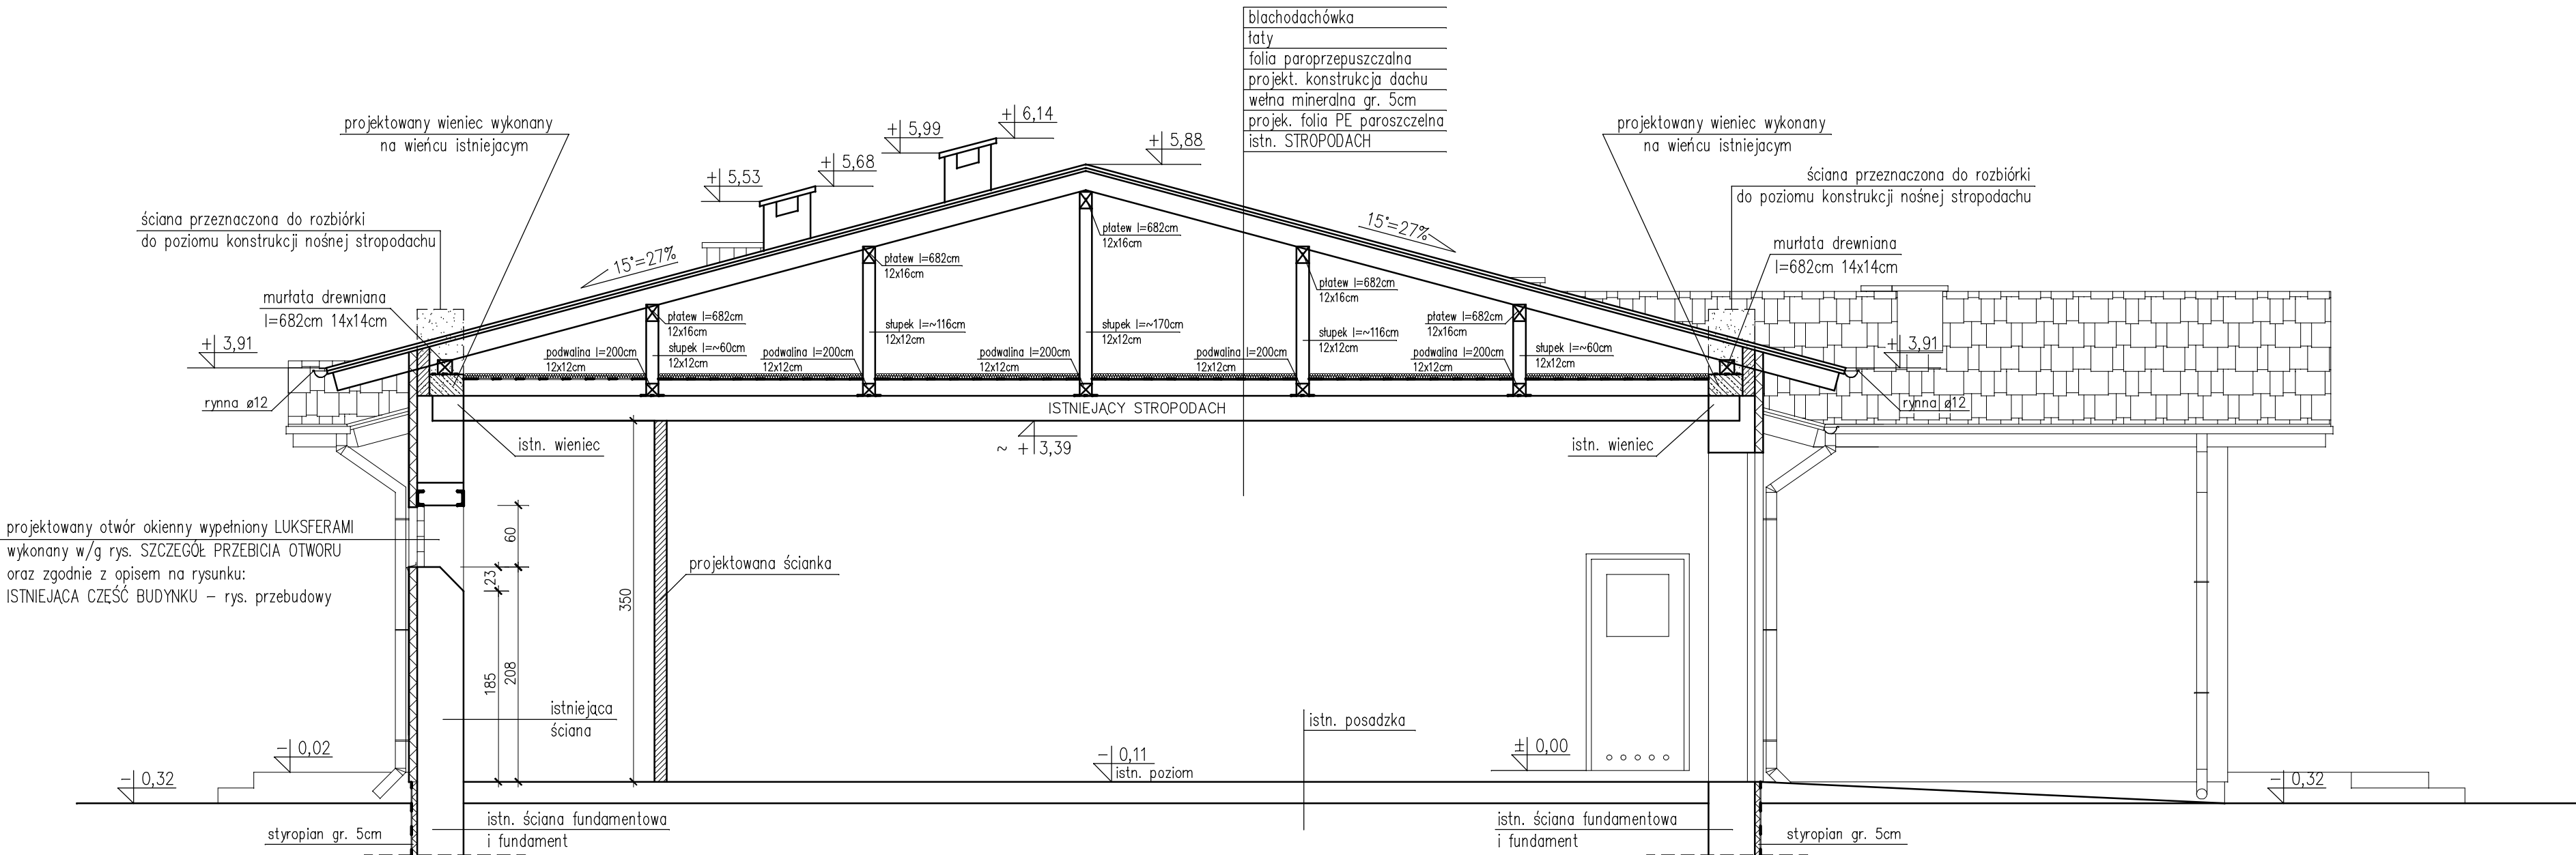 blachodachówka
łaty
folia paroprzepuszczalna
projekt. konstrukcja dachu
wełna mineralna gr. 5cm
projek. folia PE paroszczelna
istn. STROPODACH
projektowany wieniec wykonany
na wieńcu istniejacym
+ 5,99
+ 6,14
+ 5,88
+ 5,53
+ 5,68
projektowany wieniec wykonany
na wieńcu istniejacym
ściana przeznaczona do rozbiórki
do poziomu konstrukcji nośnej stropodachu
ściana przeznaczona do rozbiórki
do poziomu konstrukcji nośnej stropodachu
15°=27%
15°=27%
murłata drewniana
l=682cm 14x14cm
murłata drewniana
l=682cm 14x14cm
płatew l=682cm
12x16cm
płatew l=682cm
12x16cm
płatew l=682cm
12x16cm
płatew l=682cm
12x16cm
płatew l=682cm
12x16cm
słupek l=~60cm
12x12cm
słupek l=~116cm
12x12cm
słupek l=~170cm
12x12cm
słupek l=~116cm
12x12cm
słupek l=~60cm
12x12cm
podwalina l=200cm
12x12cm
podwalina l=200cm
12x12cm
podwalina l=200cm
12x12cm
podwalina l=200cm
12x12cm
podwalina l=200cm
12x12cm
+ 3,91
+ 3,91
rynna ø12
rynna ø12
ISTNIEJĄCY STROPODACH
~ + 3,39
istn. wieniec
istn. wieniec
projektowany otwór okienny wypełniony LUKSFERAMI
wykonany w/g rys. SZCZEGÓŁ PRZEBICIA OTWORU
oraz zgodnie z opisem na rysunku:
ISTNIEJACA CZĘŚĆ BUDYNKU – rys. przebudowy
60
23
185
208
350
projektowana ścianka
istniejąca
ściana
istn. posadzka
– 0,02
– 0,32
– 0,11
istn. poziom
± 0,00
– 0,32
styropian gr. 5cm
istn. ściana fundamentowa
i fundament
istn. ściana fundamentowa
i fundament
styropian gr. 5cm